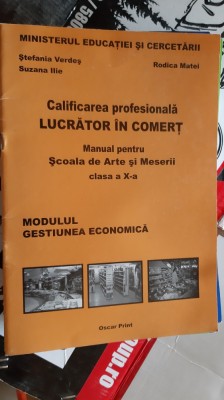 MINISTERUL EDUCAŢIEI ŞI CERCETĂRII
Ştefania Verdeş
Suzana Ilie
Rodica Matei
Calificarea profesională
LUCRĂTOR ÎN COMERŢ
Manual pentru
Şcoala de Arte şi Meserii
clasa a X-a
MODULUL
GESTIUNEA ECONOMICĂ
Oscar Print
ordne